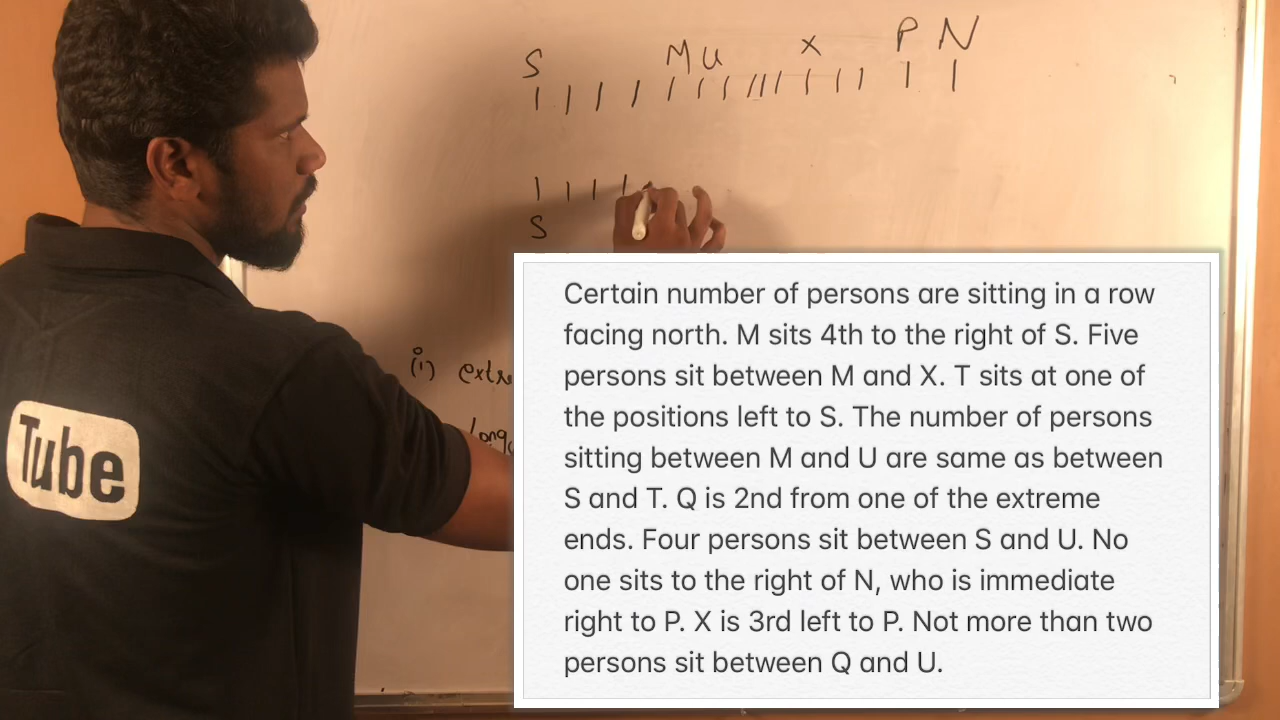 S M U X P N
S
(i) extre
long
Tube
Certain number of persons are sitting in a row
facing north. M sits 4th to the right of S. Five
persons sit between M and X. T sits at one of
the positions left to S. The number of persons
sitting between M and U are same as between
S and T. Q is 2nd from one of the extreme
ends. Four persons sit between S and U. No
one sits to the right of N, who is immediate
right to P. X is 3rd left to P. Not more than two
persons sit between Q and U.